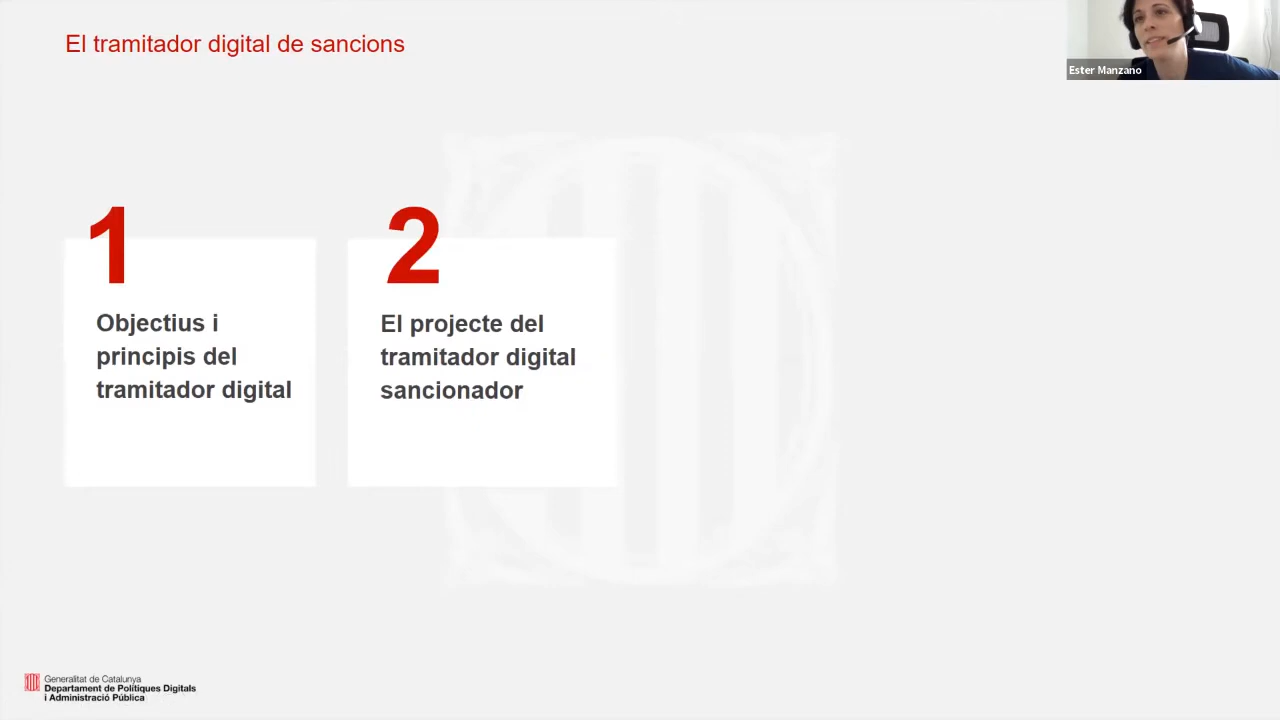 El tramitador digital de sancions
Ester Manzano
1
Objectius i
principis del
tramitador digital
2
El projecte del
tramitador digital
sancionador
Generalitat de Catalunya
Departament de Polítiques Digitals
i Administració Pública